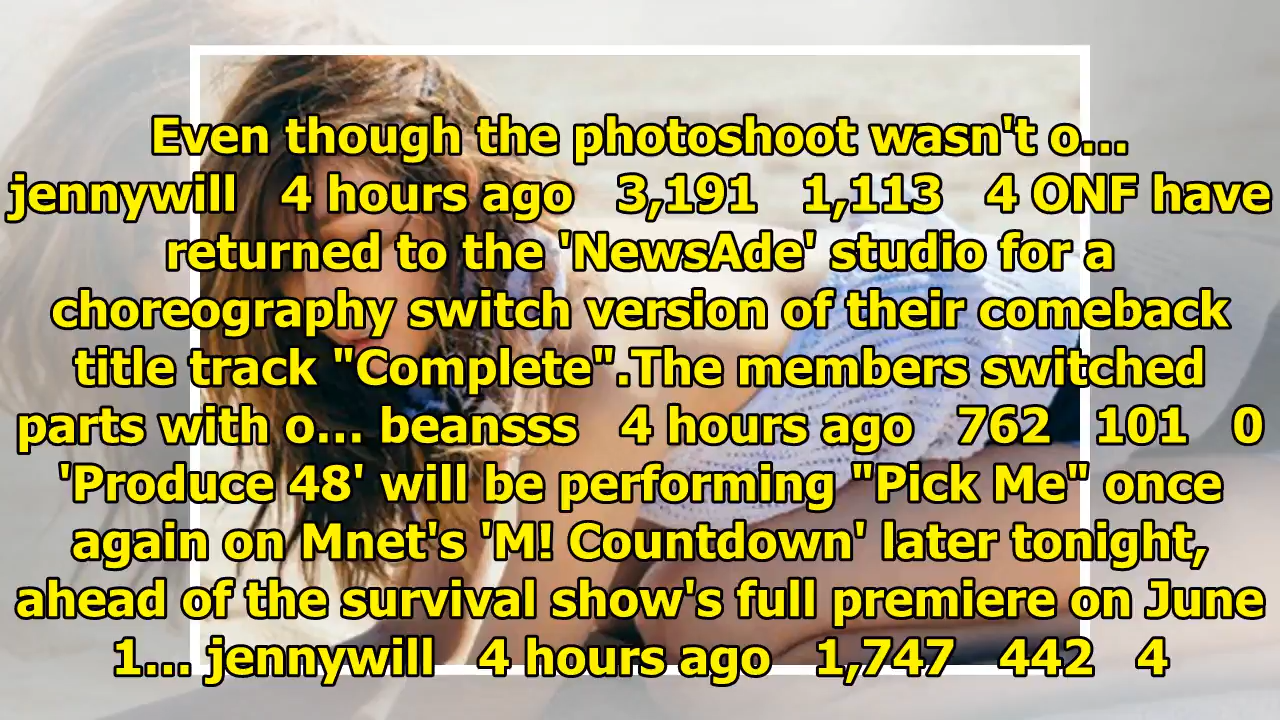 Even though the photoshoot wasn't o...
jennywill 4 hours ago 3,191 1,113 4 ONF have
returned to the 'NewsAde' studio for a
choreography switch version of their comeback
title track "Complete".The members switched
parts with o... beansss 4 hours ago 762 101 0
'Produce 48' will be performing "Pick Me" once
again on Mnet's 'M! Countdown' later tonight,
ahead of the survival show's full premiere on June
1... jennywill 4 hours ago 1,747 442 4